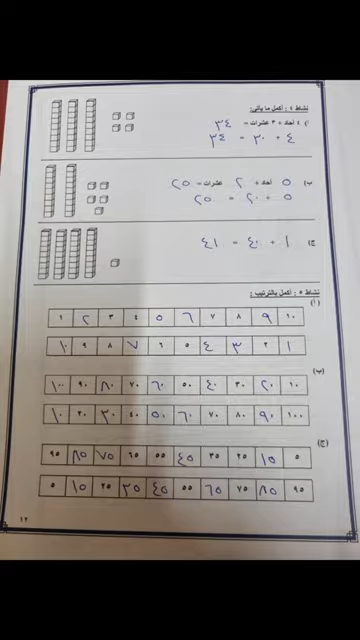 نشاط ٤ : أكمل ما يأتي:
أ) ٤ آحاد + ٣ عشرات = ٣٤
٤ + ٣٠ = ٣٤
ب) ٥ آحاد + ٢ عشرات = ٢٥
٥ + ٢٠ = ٢٥
ج) ١ + ٤٠ = ٤١
نشاط ٥ : أكمل بالترتيب :
(أ)
١ ٢ ٣ ٤ ٥ ٦ ٧ ٨ ٩ ١٠
١٠ ٩ ٨ ٧ ٦ ٥ ٤ ٣ ٢ ١
(ب)
١٠٠ ٩٠ ٨٠ ٧٠ ٦٠ ٥٠ ٤٠ ٣٠ ٢٠ ١٠
١٠ ٢٠ ٣٠ ٤٠ ٥٠ ٦٠ ٧٠ ٨٠ ٩٠ ١٠٠
(ج)
٩٥ ٨٥ ٧٥ ٦٥ ٥٥ ٤٥ ٣٥ ٢٥ ١٥ ٥
٥ ١٥ ٢٥ ٣٥ ٤٥ ٥٥ ٦٥ ٧٥ ٨٥ ٩٥
١٢